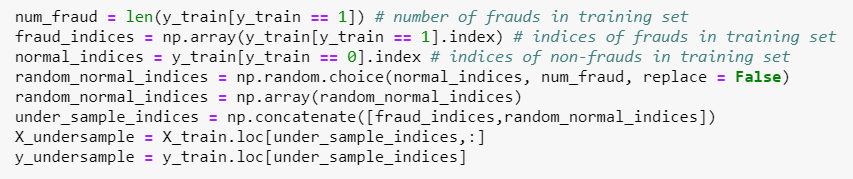 num_fraud = len(y_train[y_train == 1]) # number of frauds in training set
fraud_indices = np.array(y_train[y_train == 1].index) # indices of frauds in training set
normal_indices = y_train[y_train == 0].index # indices of non-frauds in training set
random_normal_indices = np.random.choice(normal_indices, num_fraud, replace = False)
random_normal_indices = np.array(random_normal_indices)
under_sample_indices = np.concatenate([fraud_indices,random_normal_indices])
X_undersample = X_train.loc[under_sample_indices,:]
y_undersample = y_train.loc[under_sample_indices]